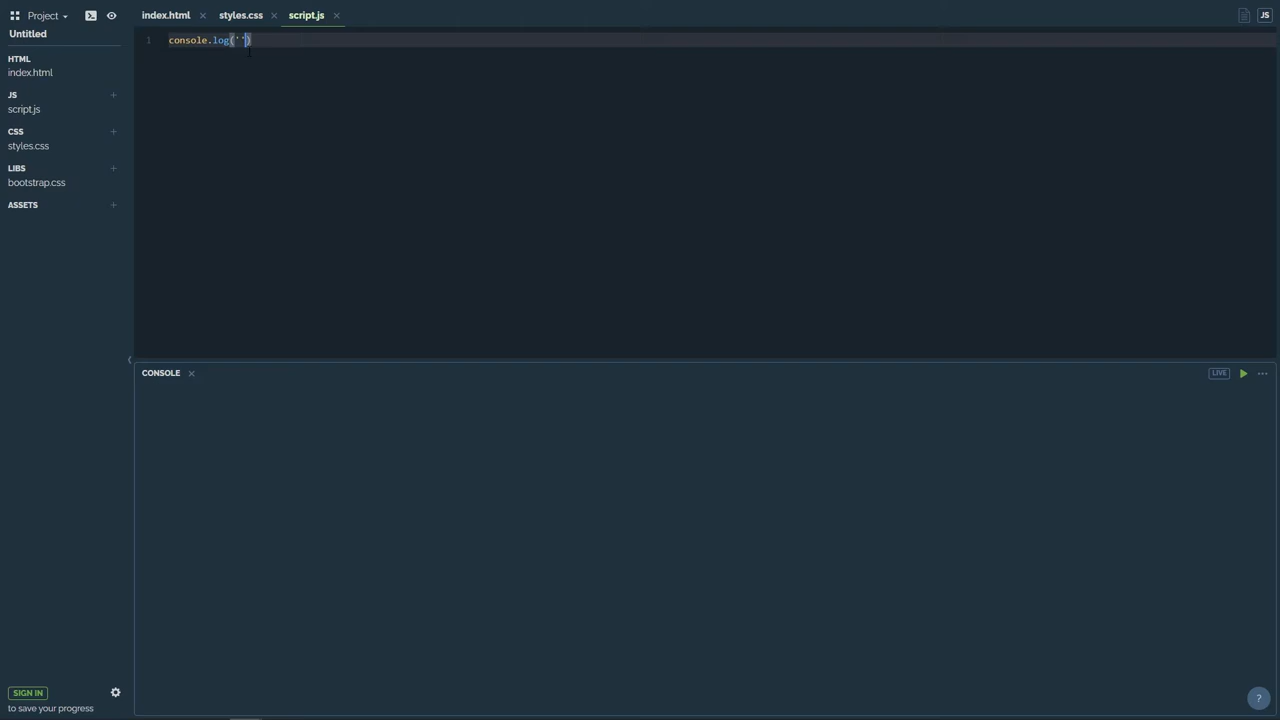 Project
index.html
styles.css
script.js
JS
Untitled
1 console.log('')
HTML
index.html
JS
script.js
CSS
styles.css
LIBS
bootstrap.css
ASSETS
CONSOLE
LIVE
SIGN IN
to save your progress
?